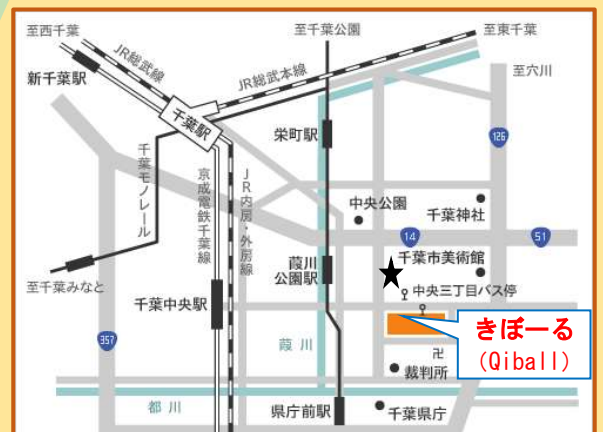 至西千葉
至千葉公園
至東千葉
JR総武線
JR総武本線
新千葉駅
至穴川
千葉駅
栄町駅
126
千葉モノレール
京成電鉄千葉線
JR内房・外房線
中央公園
千葉神社
14
51
葭川
公園駅
千葉市美術館
至千葉みなと
千葉中央駅
中央三丁目バス停
きぼーる
(Qiball)
357
葭川
卍
裁判所
都川
県庁前駅
千葉県庁